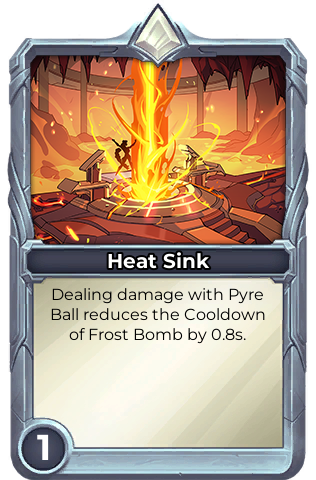 Heat Sink
Dealing damage with Pyre
Ball reduces the Cooldown
of Frost Bomb by 0.8s.
1